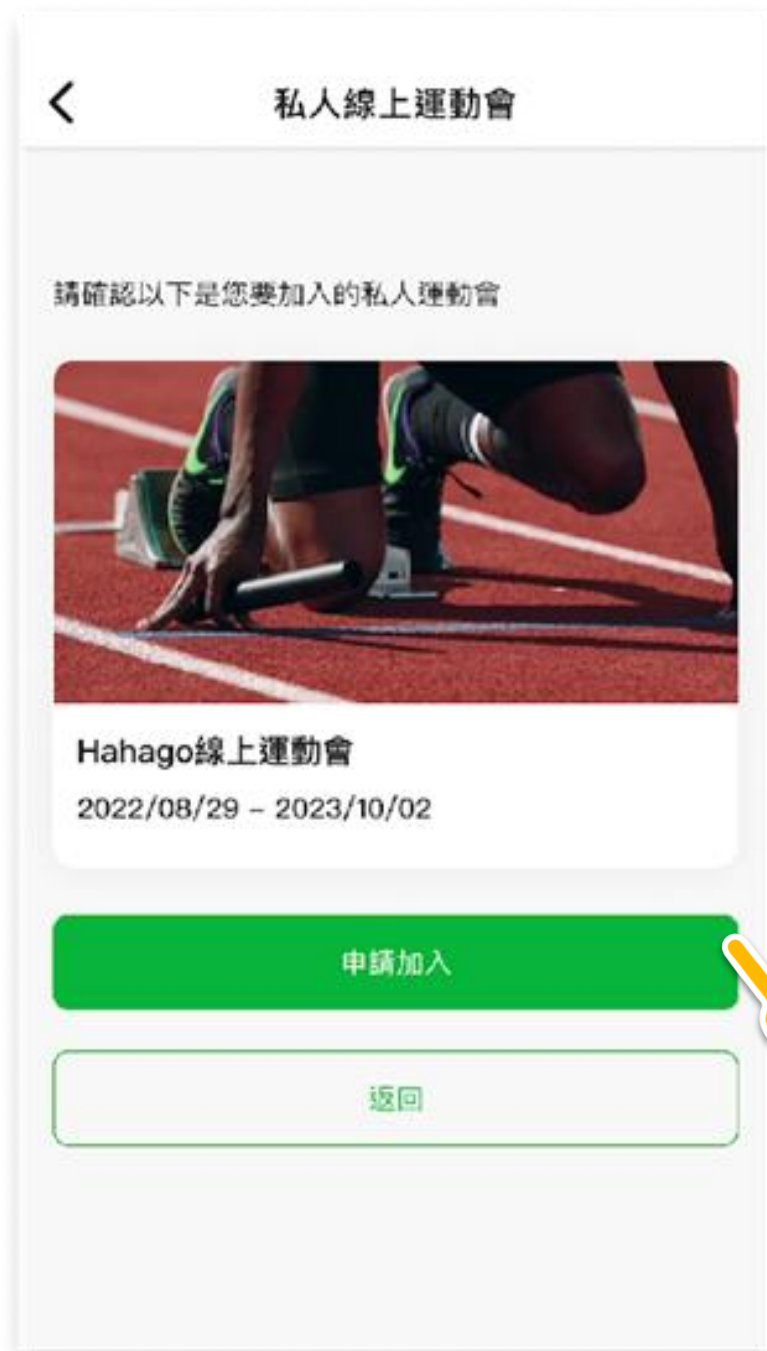 私人線上運動會
請確認以下是您要加入的私人運動會
Hahago線上運動會
2022/08/29 – 2023/10/02
申請加入
返回